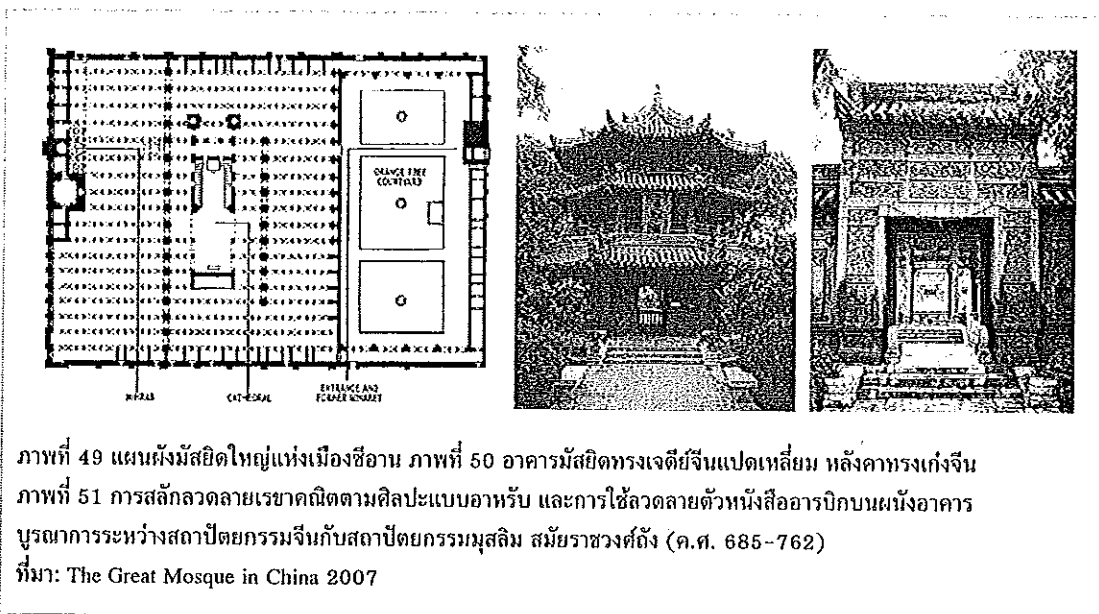 ORANGE TREE
COURTYARD
MIHRAB
CATHEDRAL
ENTRANCE AND
FORMER MINARET
ภาพที่ 49 แผนผังมัสยิดใหญ่แห่งเมืองซีอาน ภาพที่ 50 อาคารมัสยิดทรงเจดีย์จีนแปดเหลี่ยม หลังคาทรงเก๋งจีน
ภาพที่ 51 การสลักลวดลายเรขาคณิตตามศิลปะแบบอาหรับ และการใช้ลวดลายตัวหนังสืออารบิกบนผนังอาคาร
บูรณาการระหว่างสถาปัตยกรรมจีนกับสถาปัตยกรรมมุสลิม สมัยราชวงศ์ถัง (ค.ศ. 685-762)
ที่มา: The Great Mosque in China 2007